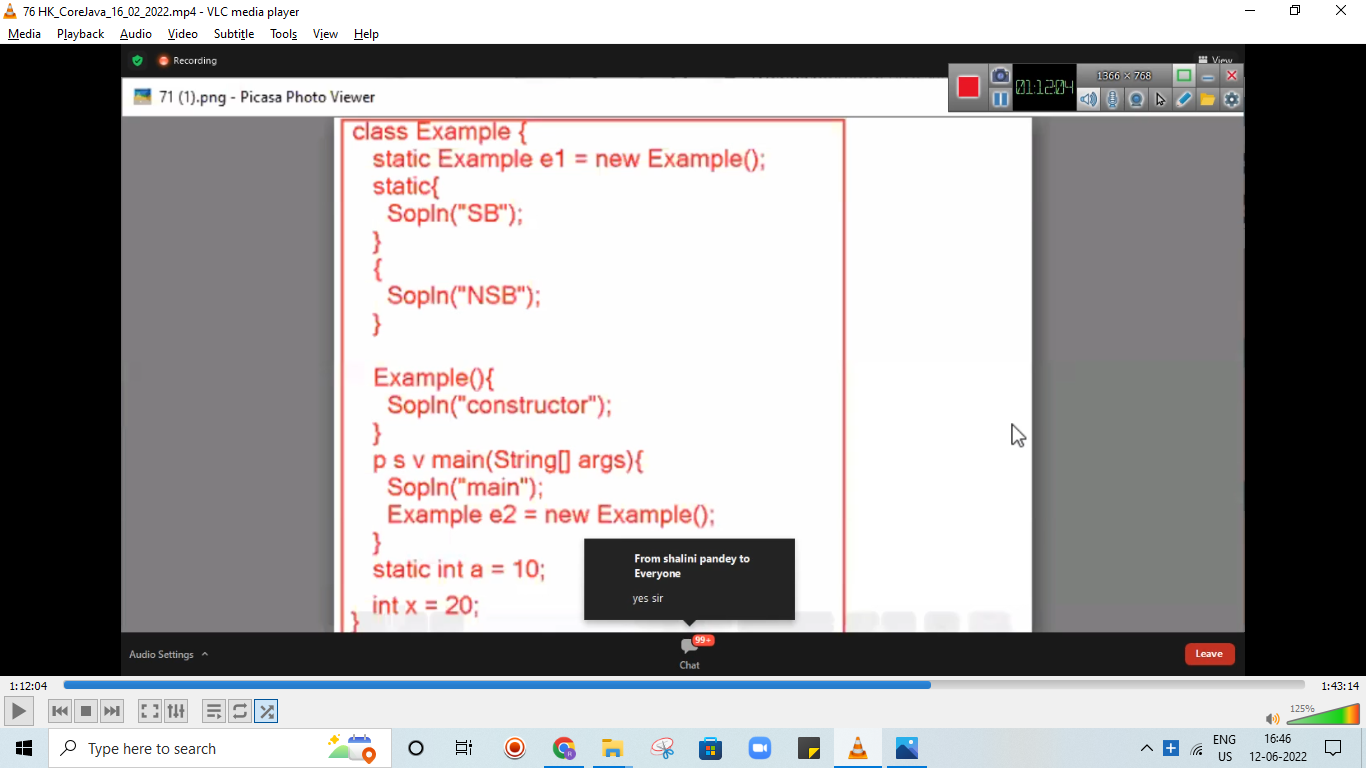 76 HK_CoreJava_16_02_2022.mp4 - VLC media player
Media Playback Audio Video Subtitle Tools View Help
Recording
View
1366 × 768
01:12:04
71 (1).png - Picasa Photo Viewer
class Example {
static Example e1 = new Example();
static{
Sopln("SB");
}
{
Sopln("NSB");
}
Example(){
Sopln("constructor");
}
p s v main(String[] args){
Sopln("main");
Example e2 = new Example();
}
static int a = 10;
int x = 20;
}
From shalini pandey to
Everyone
yes sir
Audio Settings
99+
Chat
Leave
1:12:04
1:43:14
125%
Type here to search
ENG
US
16:46
12-06-2022